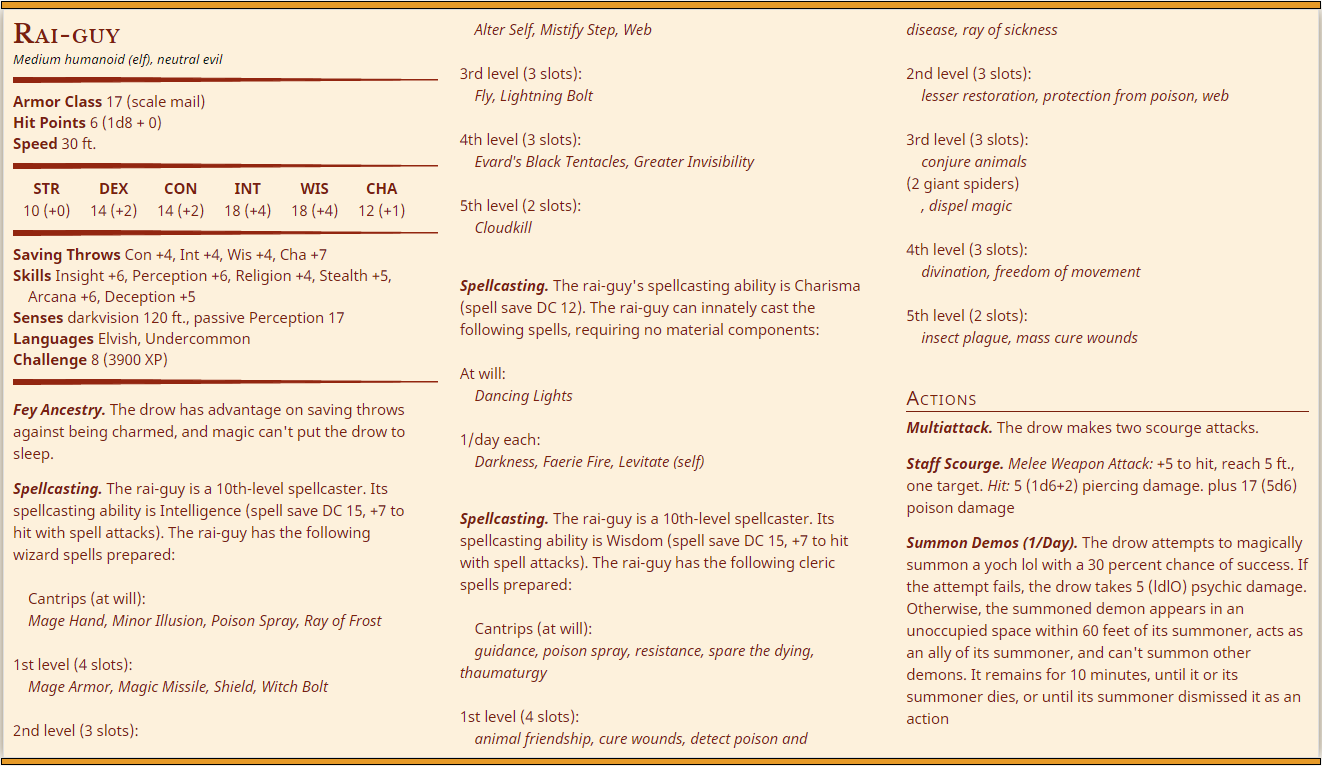 Rai-guy
Medium humanoid (elf), neutral evil
Armor Class 17 (scale mail)
Hit Points 6 (1d8 + 0)
Speed 30 ft.
STR DEX CON INT WIS CHA
10 (+0) 14 (+2) 14 (+2) 18 (+4) 18 (+4) 12 (+1)
Saving Throws Con +4, Int +4, Wis +4, Cha +7
Skills Insight +6, Perception +6, Religion +4, Stealth +5,
Arcana +6, Deception +5
Senses darkvision 120 ft., passive Perception 17
Languages Elvish, Undercommon
Challenge 8 (3900 XP)
Fey Ancestry. The drow has advantage on saving throws
against being charmed, and magic can't put the drow to
sleep.
Spellcasting. The rai-guy is a 10th-level spellcaster. Its
spellcasting ability is Intelligence (spell save DC 15, +7 to
hit with spell attacks). The rai-guy has the following
wizard spells prepared:
Cantrips (at will):
Mage Hand, Minor Illusion, Poison Spray, Ray of Frost
1st level (4 slots):
Mage Armor, Magic Missile, Shield, Witch Bolt
2nd level (3 slots):
Alter Self, Mistify Step, Web
3rd level (3 slots):
Fly, Lightning Bolt
4th level (3 slots):
Evard's Black Tentacles, Greater Invisibility
5th level (2 slots):
Cloudkill
Spellcasting. The rai-guy's spellcasting ability is Charisma
(spell save DC 12). The rai-guy can innately cast the
following spells, requiring no material components:
At will:
Dancing Lights
1/day each:
Darkness, Faerie Fire, Levitate (self)
Spellcasting. The rai-guy is a 10th-level spellcaster. Its
spellcasting ability is Wisdom (spell save DC 15, +7 to hit
with spell attacks). The rai-guy has the following cleric
spells prepared:
Cantrips (at will):
guidance, poison spray, resistance, spare the dying,
thaumaturgy
1st level (4 slots):
animal friendship, cure wounds, detect poison and
disease, ray of sickness
2nd level (3 slots):
lesser restoration, protection from poison, web
3rd level (3 slots):
conjure animals
(2 giant spiders)
, dispel magic
4th level (3 slots):
divination, freedom of movement
5th level (2 slots):
insect plague, mass cure wounds
Actions
Multiattack. The drow makes two scourge attacks.
Staff Scourge. Melee Weapon Attack: +5 to hit, reach 5 ft.,
one target. Hit: 5 (1d6+2) piercing damage. plus 17 (5d6)
poison damage
Summon Demos (1/Day). The drow attempts to magically
summon a yoch lol with a 30 percent chance of success. If
the attempt fails, the drow takes 5 (ldlO) psychic damage.
Otherwise, the summoned demon appears in an
unoccupied space within 60 feet of its summoner, acts as
an ally of its summoner, and can't summon other
demons. It remains for 10 minutes, until it or its
summoner dies, or until its summoner dismissed it as an
action